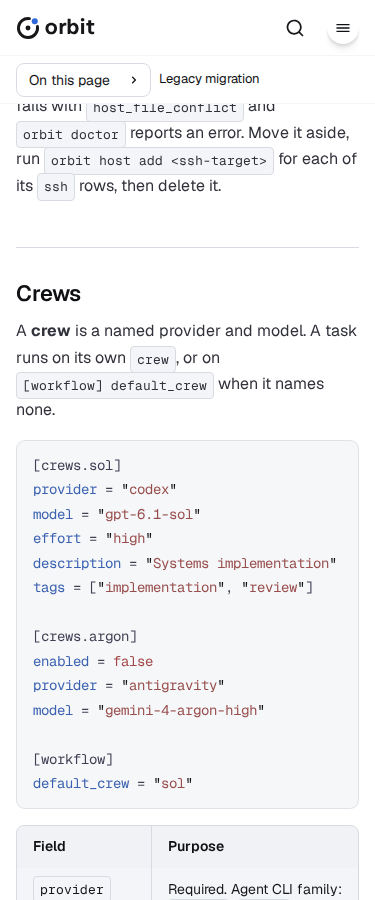 orbit
On this page
Legacy migration
fails with host_file_conflict and
orbit doctor reports an error. Move it aside,
run orbit host add <ssh-target> for each of
its ssh rows, then delete it.
Crews
A crew is a named provider and model. A task
runs on its own crew, or on
[workflow] default_crew when it names
none.
[crews.sol]
provider = "codex"
model = "gpt-6.1-sol"
effort = "high"
description = "Systems implementation"
tags = ["implementation", "review"]
[crews.argon]
enabled = false
provider = "antigravity"
model = "gemini-4-argon-high"
[workflow]
default_crew = "sol"
Field
Purpose
provider
Required. Agent CLI family: